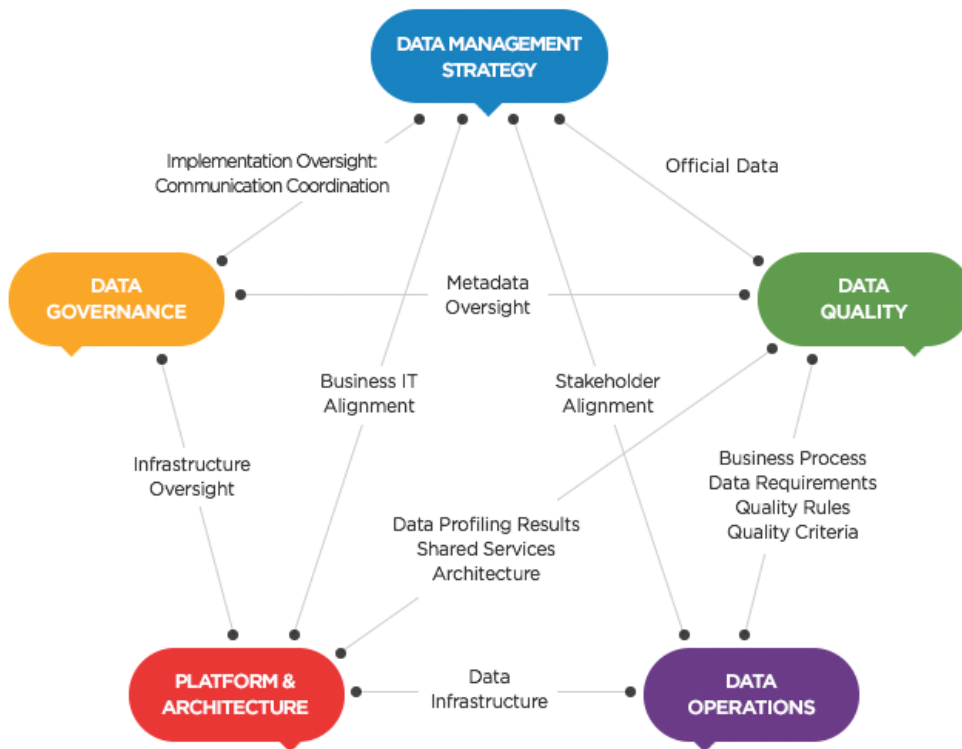 DATA MANAGEMENT
STRATEGY
Implementation Oversight:
Communication Coordination
Official Data
DATA
GOVERNANCE
Metadata
Oversight
DATA
QUALITY
Business IT
Alignment
Stakeholder
Alignment
Infrastructure
Oversight
Business Process
Data Requirements
Quality Rules
Quality Criteria
Data Profiling Results
Shared Services
Architecture
PLATFORM &
ARCHITECTURE
Data
Infrastructure
DATA
OPERATIONS